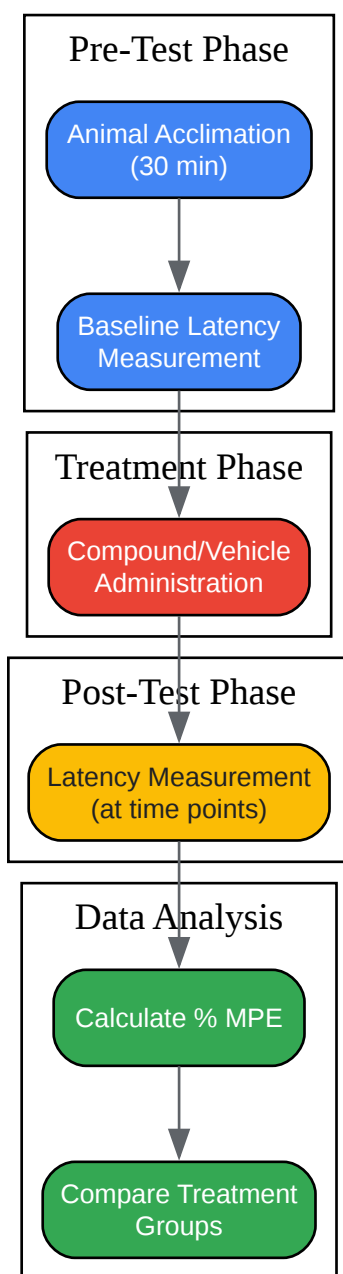 Pre-Test Phase
Animal Acclimation
(30 min)
Baseline Latency
Measurement
Treatment Phase
Compound/Vehicle
Administration
Post-Test Phase
Latency Measurement
(at time points)
Data Analysis
Calculate % MPE
Compare Treatment
Groups